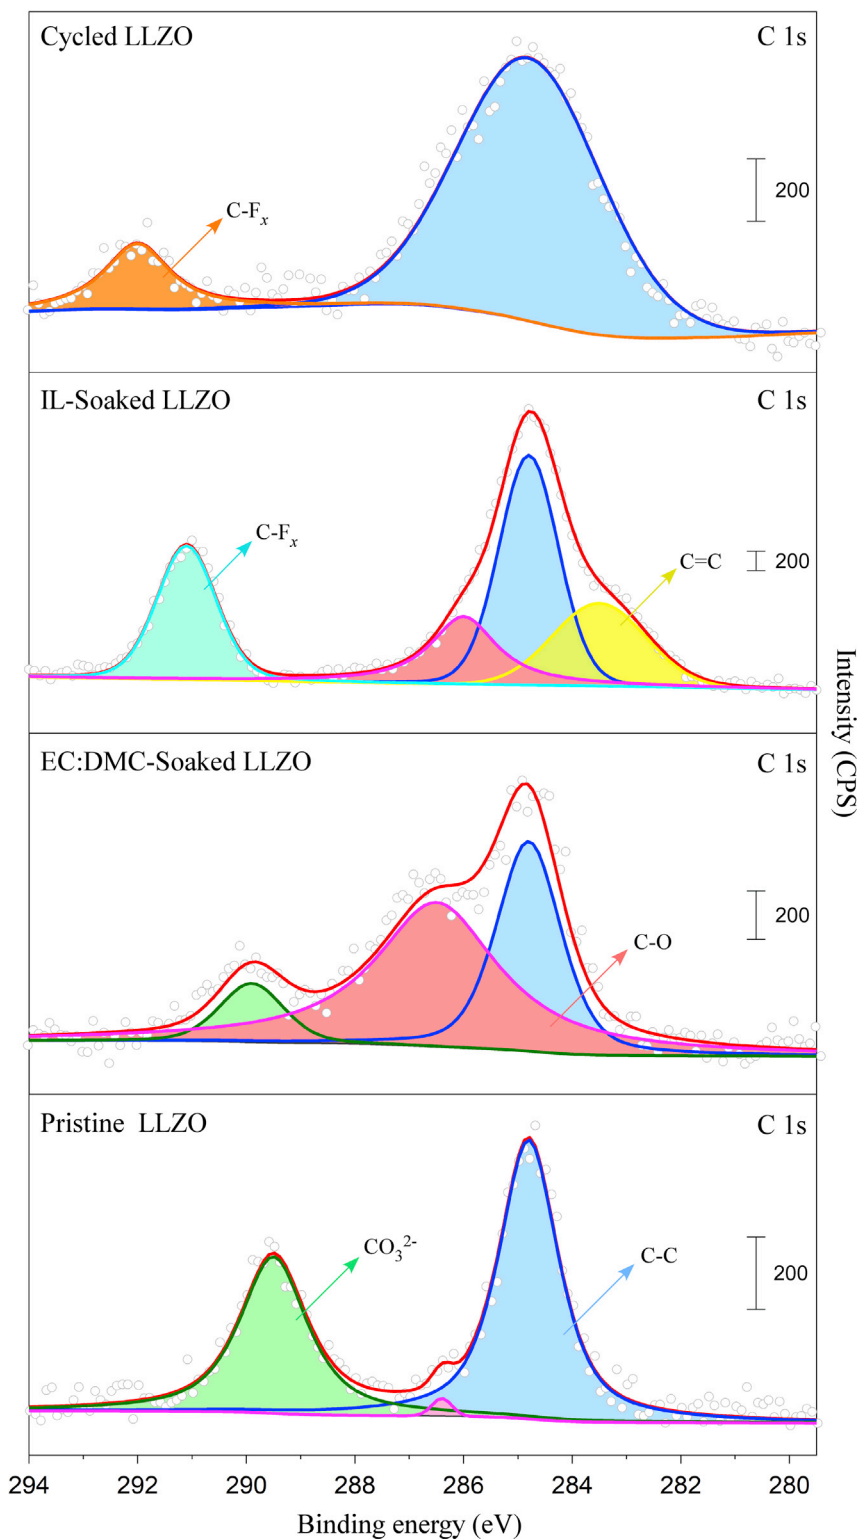 Cycled LLZO
C 1s
C-Fₓ
200
IL-Soaked LLZO
C 1s
C-Fₓ
C=C
200
EC:DMC-Soaked LLZO
C 1s
200
C-O
Pristine LLZO
C 1s
CO₃²⁻
C-C
200
294 292 290 288 286 284 282 280
Binding energy (eV)
Intensity (CPS)